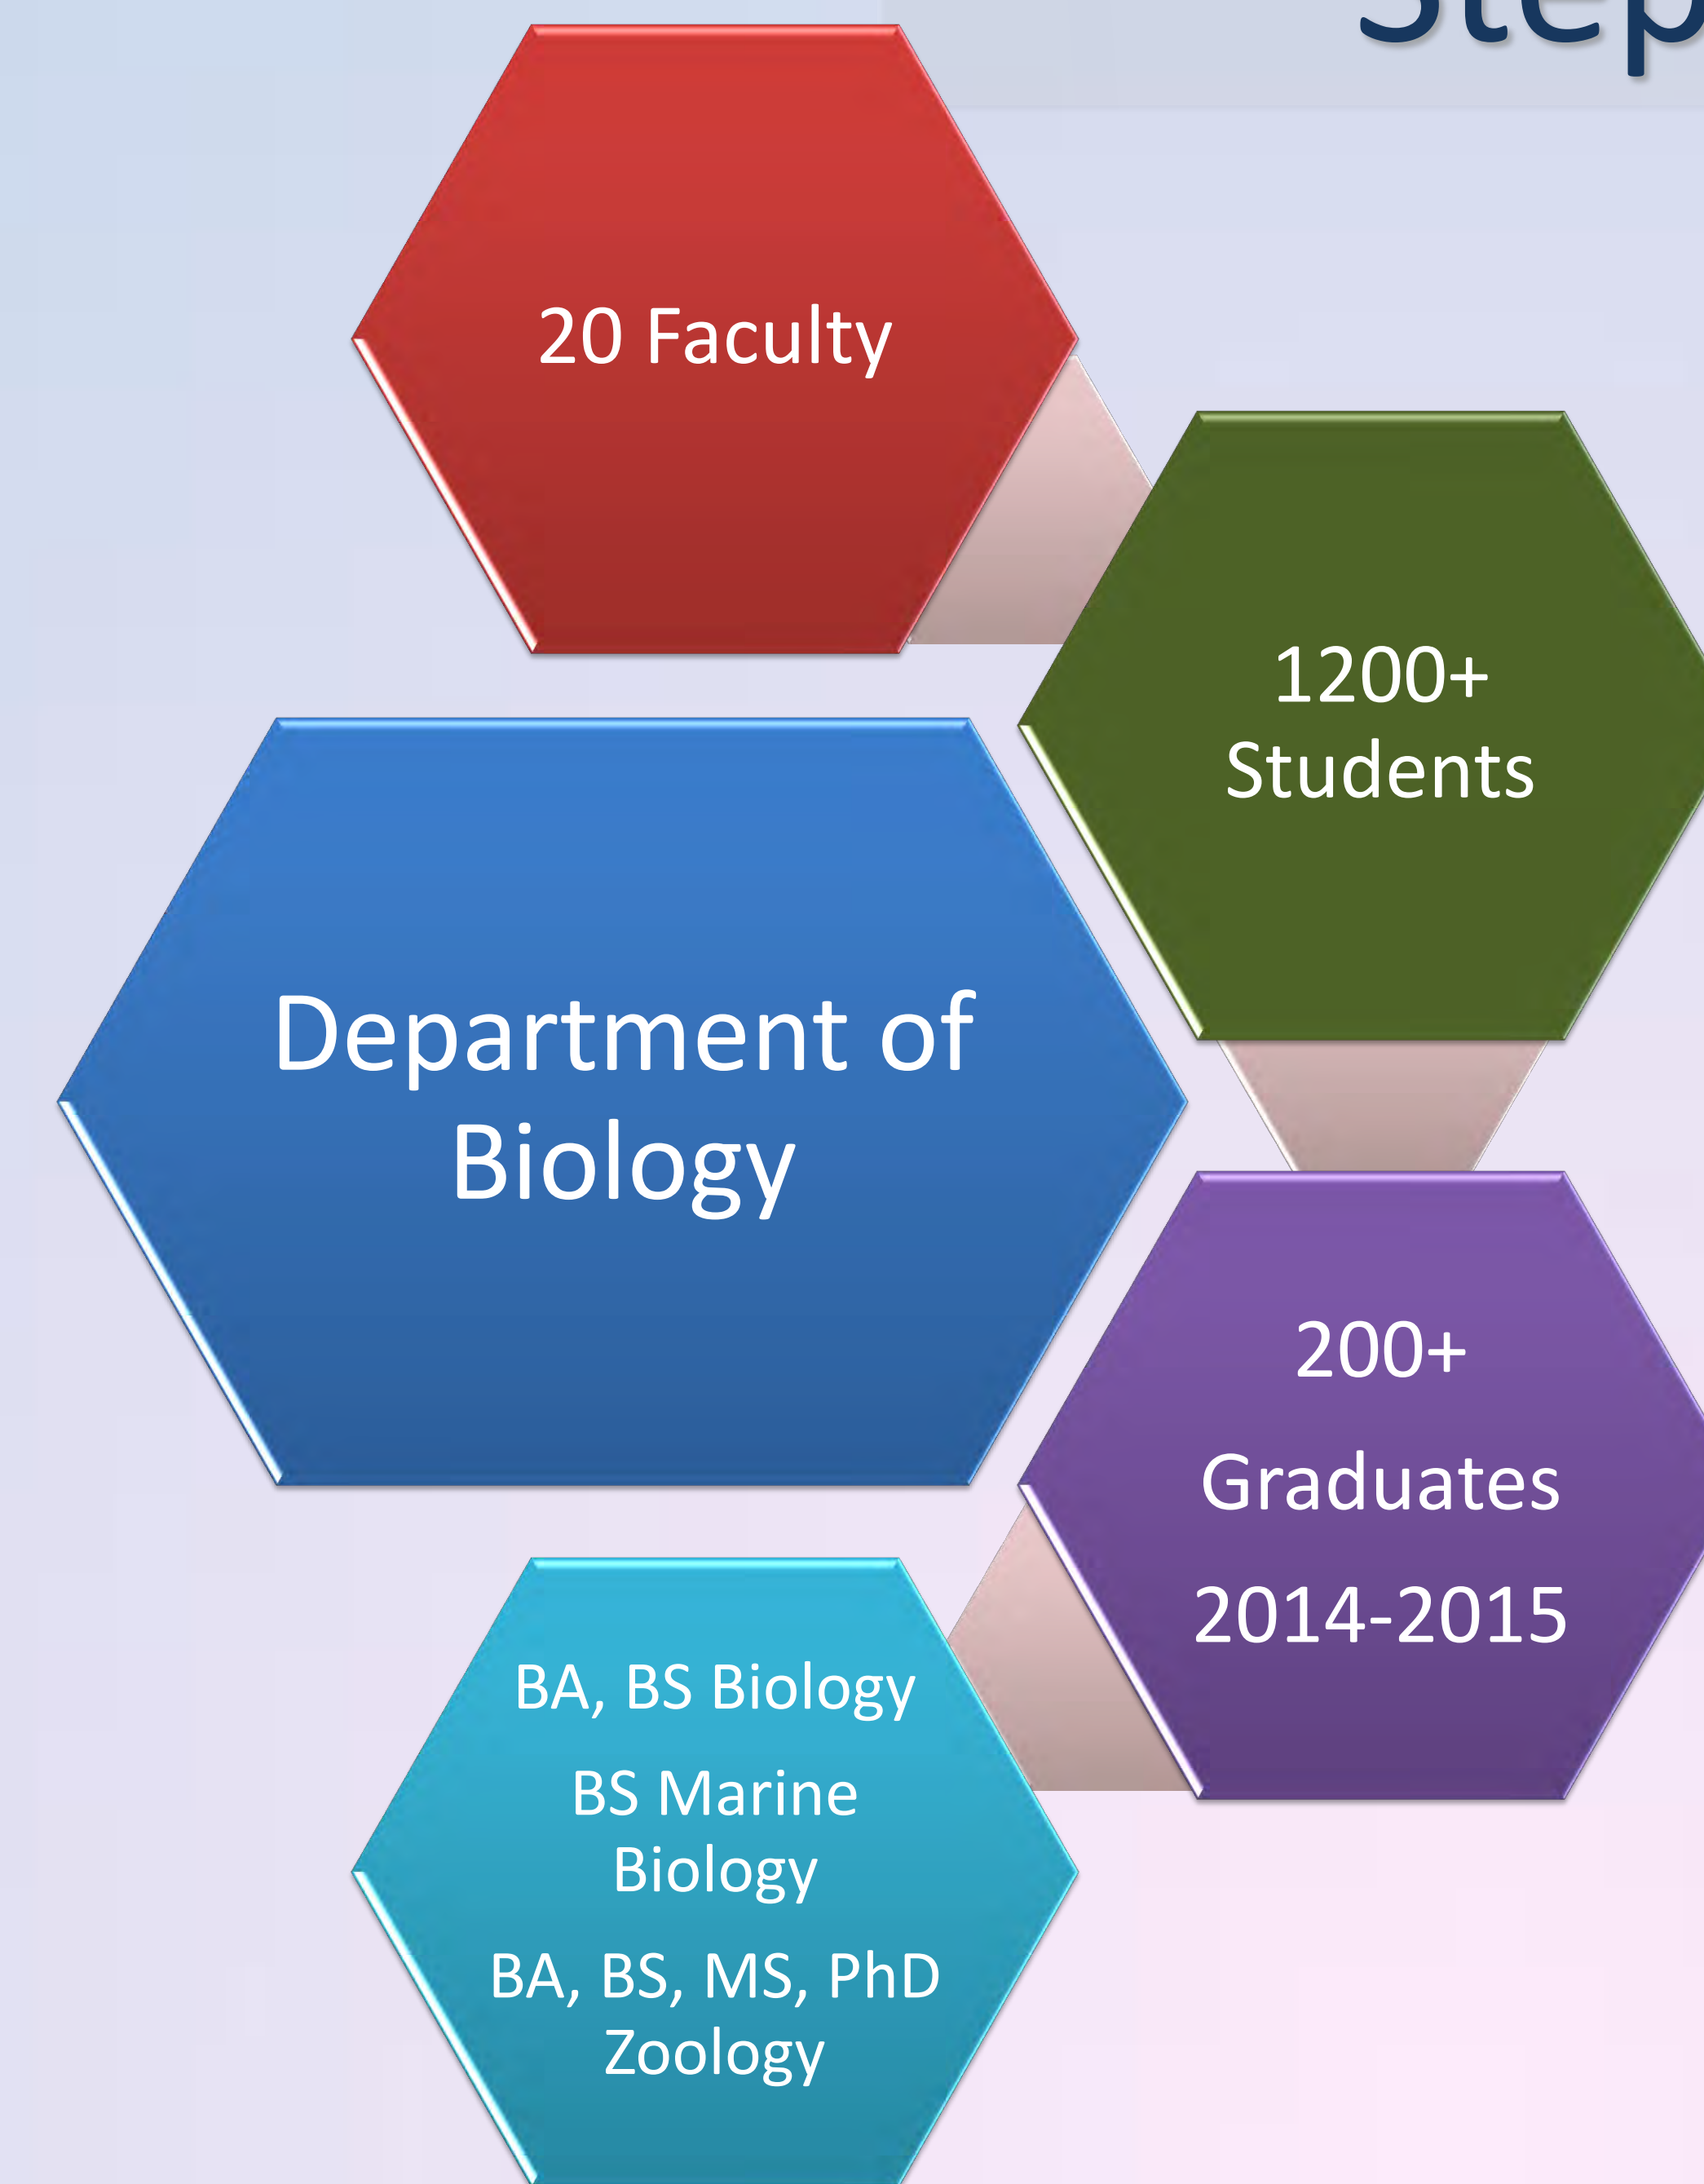 Step
20 Faculty
1200+
Students
Department of
Biology
200+
Graduates
2014-2015
BA, BS Biology
BS Marine
Biology
BA, BS, MS, PhD
Zoology